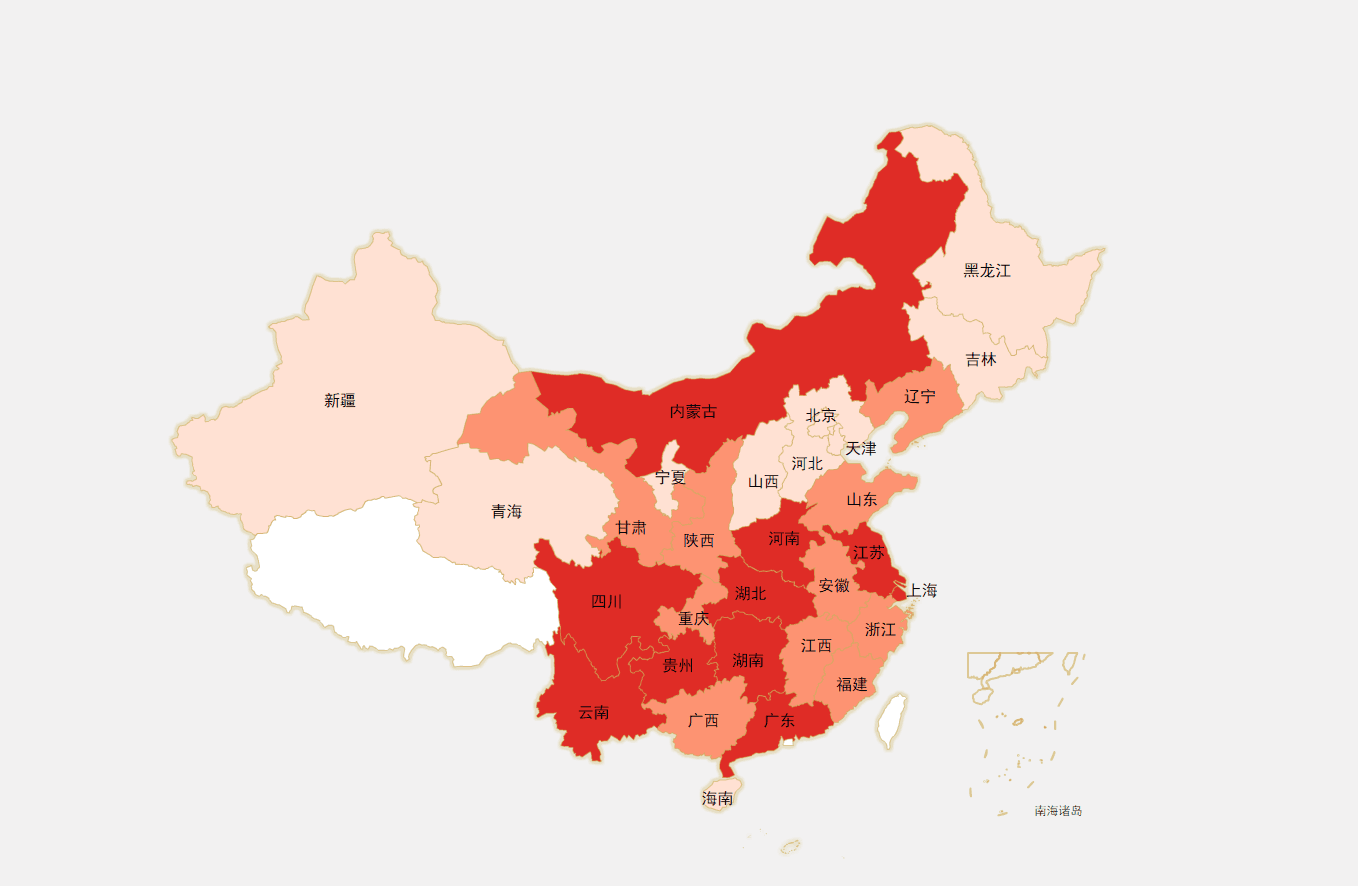 黑龙江
吉林
新疆
辽宁
内蒙古
北京
天津
河北
宁夏
山西
山东
青海
甘肃
陕西
河南
江苏
安徽
上海
湖北
四川
重庆
浙江
江西
湖南
贵州
福建
云南
广西
广东
海南
南海诸岛